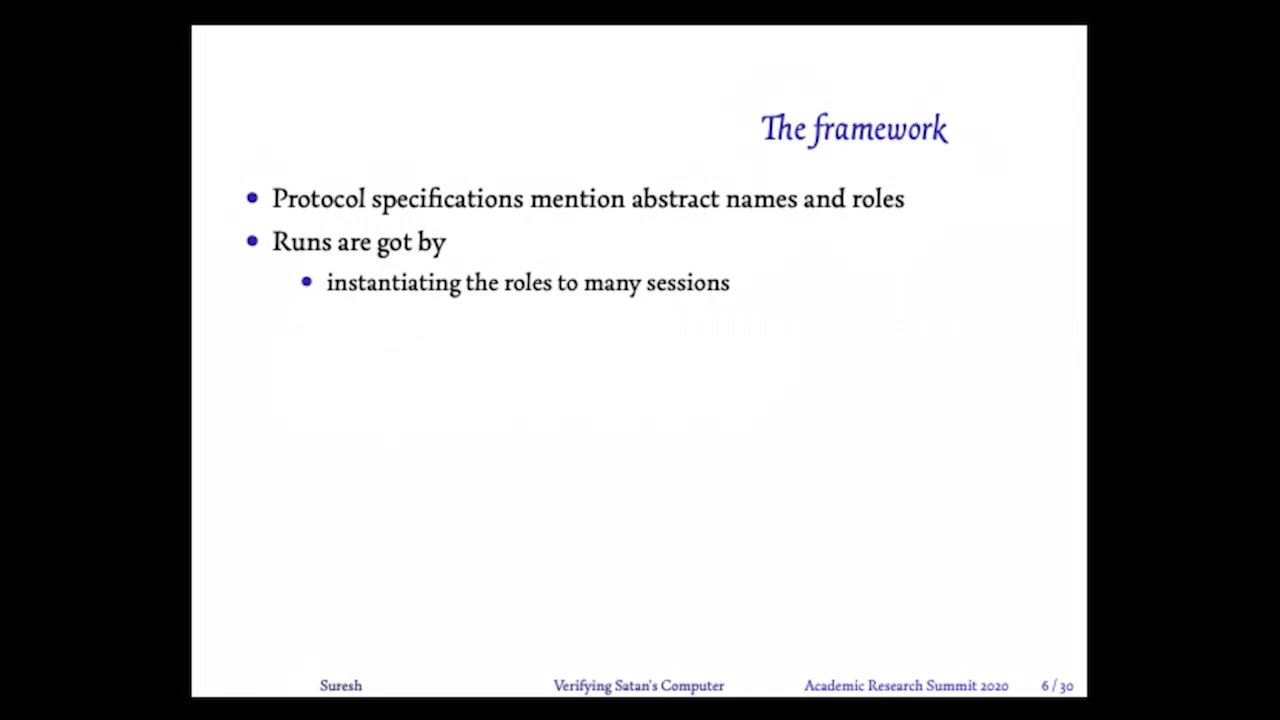 The framework
Protocol specifications mention abstract names and roles
Runs are got by
instantiating the roles to many sessions
Suresh Verifying Satan's Computer Academic Research Summit 2020 6 / 30